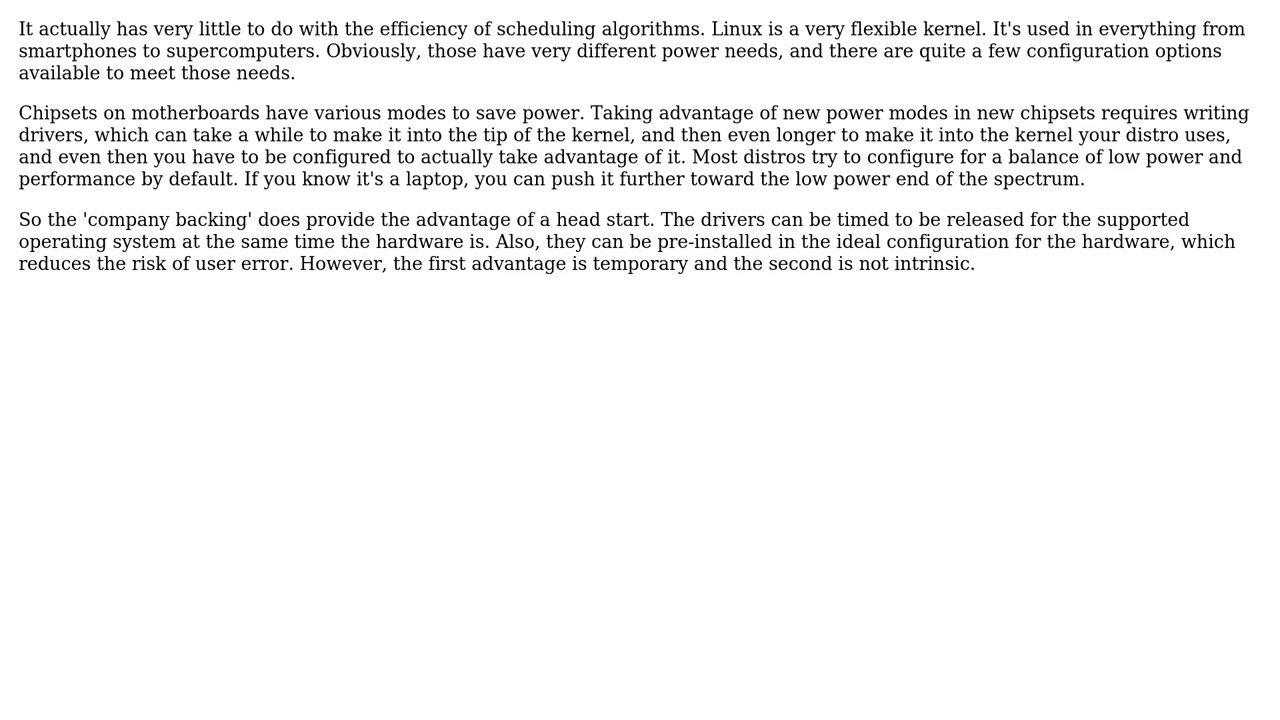 It actually has very little to do with the efficiency of scheduling algorithms. Linux is a very flexible kernel. It's used in everything from
smartphones to supercomputers. Obviously, those have very different power needs, and there are quite a few configuration options
available to meet those needs.
Chipsets on motherboards have various modes to save power. Taking advantage of new power modes in new chipsets requires writing
drivers, which can take a while to make it into the tip of the kernel, and then even longer to make it into the kernel your distro uses,
and even then you have to be configured to actually take advantage of it. Most distros try to configure for a balance of low power and
performance by default. If you know it's a laptop, you can push it further toward the low power end of the spectrum.
So the 'company backing' does provide the advantage of a head start. The drivers can be timed to be released for the supported
operating system at the same time the hardware is. Also, they can be pre-installed in the ideal configuration for the hardware, which
reduces the risk of user error. However, the first advantage is temporary and the second is not intrinsic.